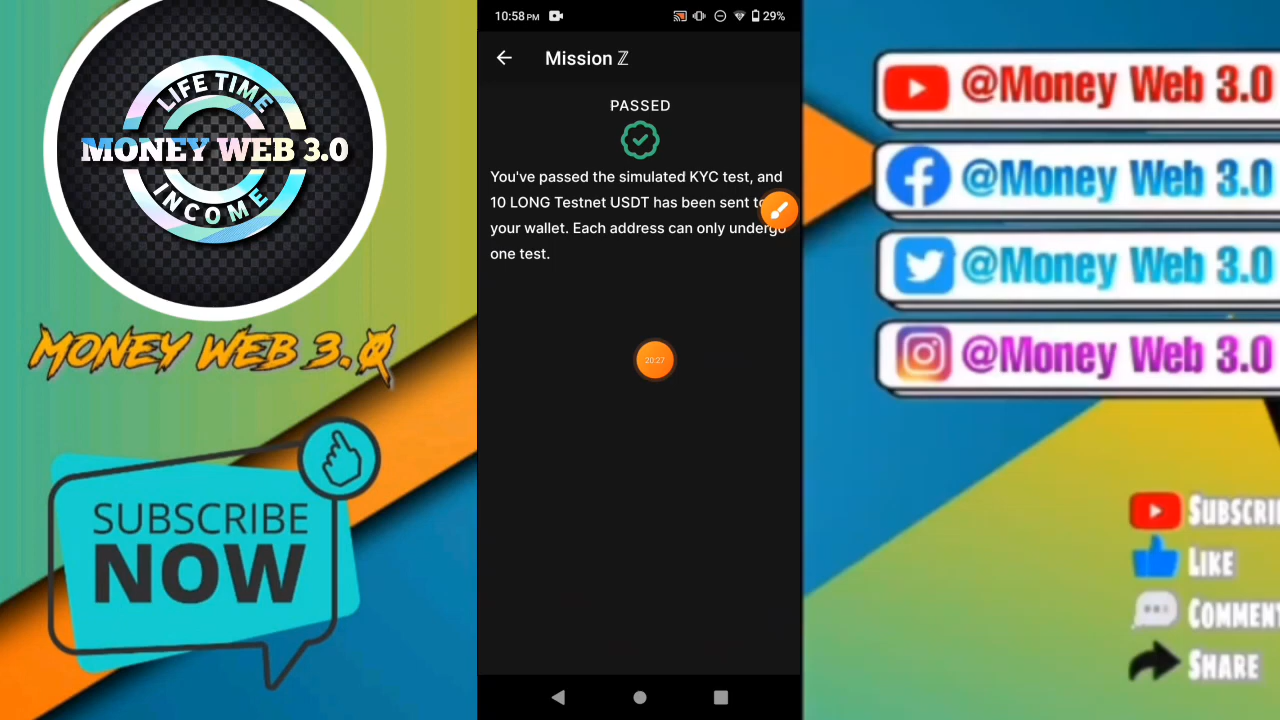 LIFE TIME
MONEY WEB 3.0
INCOME
MONEY WEB 3.0
SUBSCRIBE
NOW
10:58 PM
29%
Mission ℤ
PASSED
You've passed the simulated KYC test, and
10 LONG Testnet USDT has been sent to
your wallet. Each address can only undergo
one test.
20:27
@Money Web 3.0
@Money Web 3.0
@Money Web 3.0
@Money Web 3.0
SUBSCRI
LIKE
COMMENT
SHARE